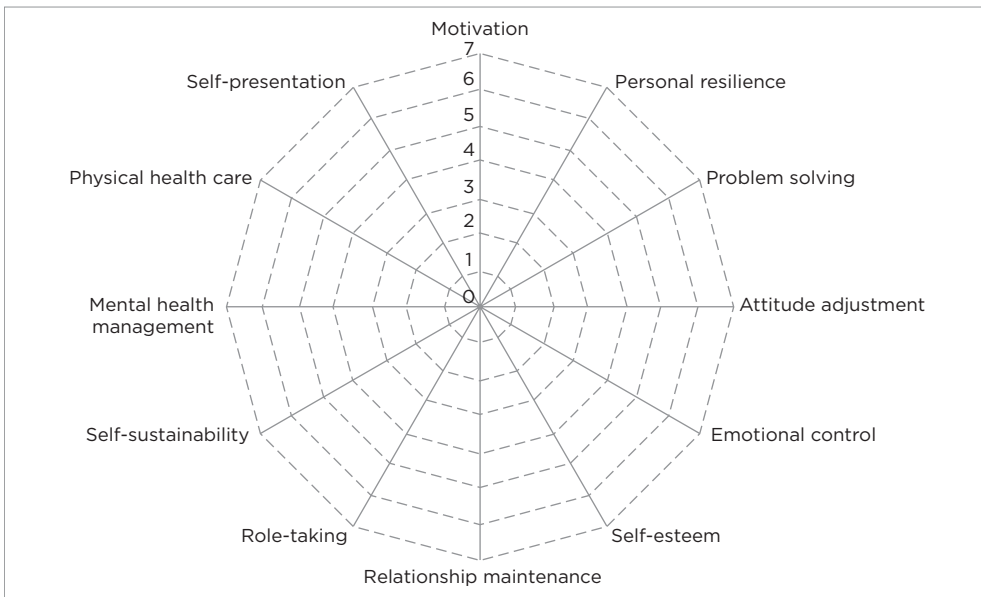 Motivation
7
Self-presentation
6
Personal resilience
5
4
Physical health care
3
Problem solving
2
1
0
Mental health
management
Attitude adjustment
Self-sustainability
Emotional control
Role-taking
Self-esteem
Relationship maintenance